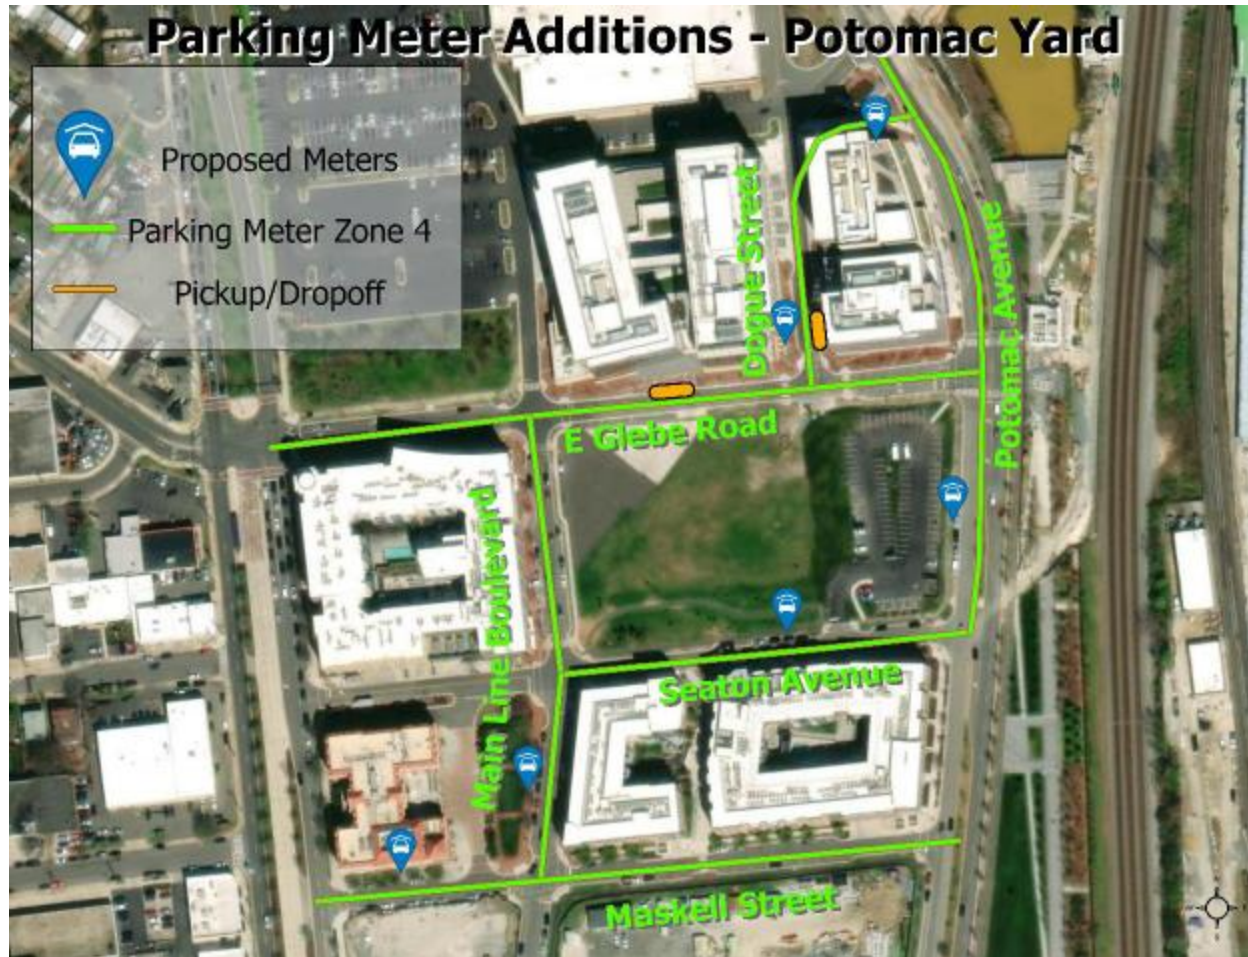 Parking Meter Additions - Potomac Yard
Proposed Meters
Parking Meter Zone 4
Pickup/Dropoff
Dogue Street
Potomac Avenue
E Glebe Road
Main Line Boulevard
Seaton Avenue
Maskell Street